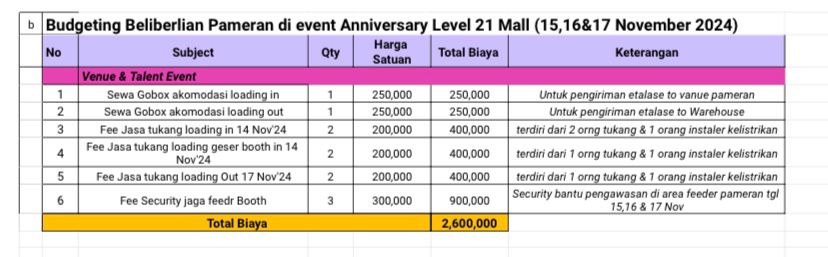 b Budgeting Beliberlian Pameran di event Anniversary Level 21 Mall (15,16&17 November 2024)
No Subject Qty Harga Satuan Total Biaya Keterangan
Venue & Talent Event
1 Sewa Gobox akomodasi loading in 1 250,000 250,000 Untuk pengiriman etalase to vanue pameran
2 Sewa Gobox akomodasi loading out 1 250,000 250,000 Untuk pengiriman etalase to Warehouse
3 Fee Jasa tukang loading in 14 Nov'24 2 200,000 400,000 terdiri dari 2 orng tukang & 1 orang instaler kelistrikan
4 Fee Jasa tukang loading geser booth in 14 Nov'24 2 200,000 400,000 terdiri dari 1 orng tukang & 1 orang instaler kelistrikan
5 Fee Jasa tukang loading Out 17 Nov'24 2 200,000 400,000 terdiri dari 1 orng tukang & 1 orang instaler kelistrikan
6 Fee Security jaga feedr Booth 3 300,000 900,000 Security bantu pengawasan di area feeder pameran tgl 15,16 & 17 Nov
Total Biaya 2,600,000